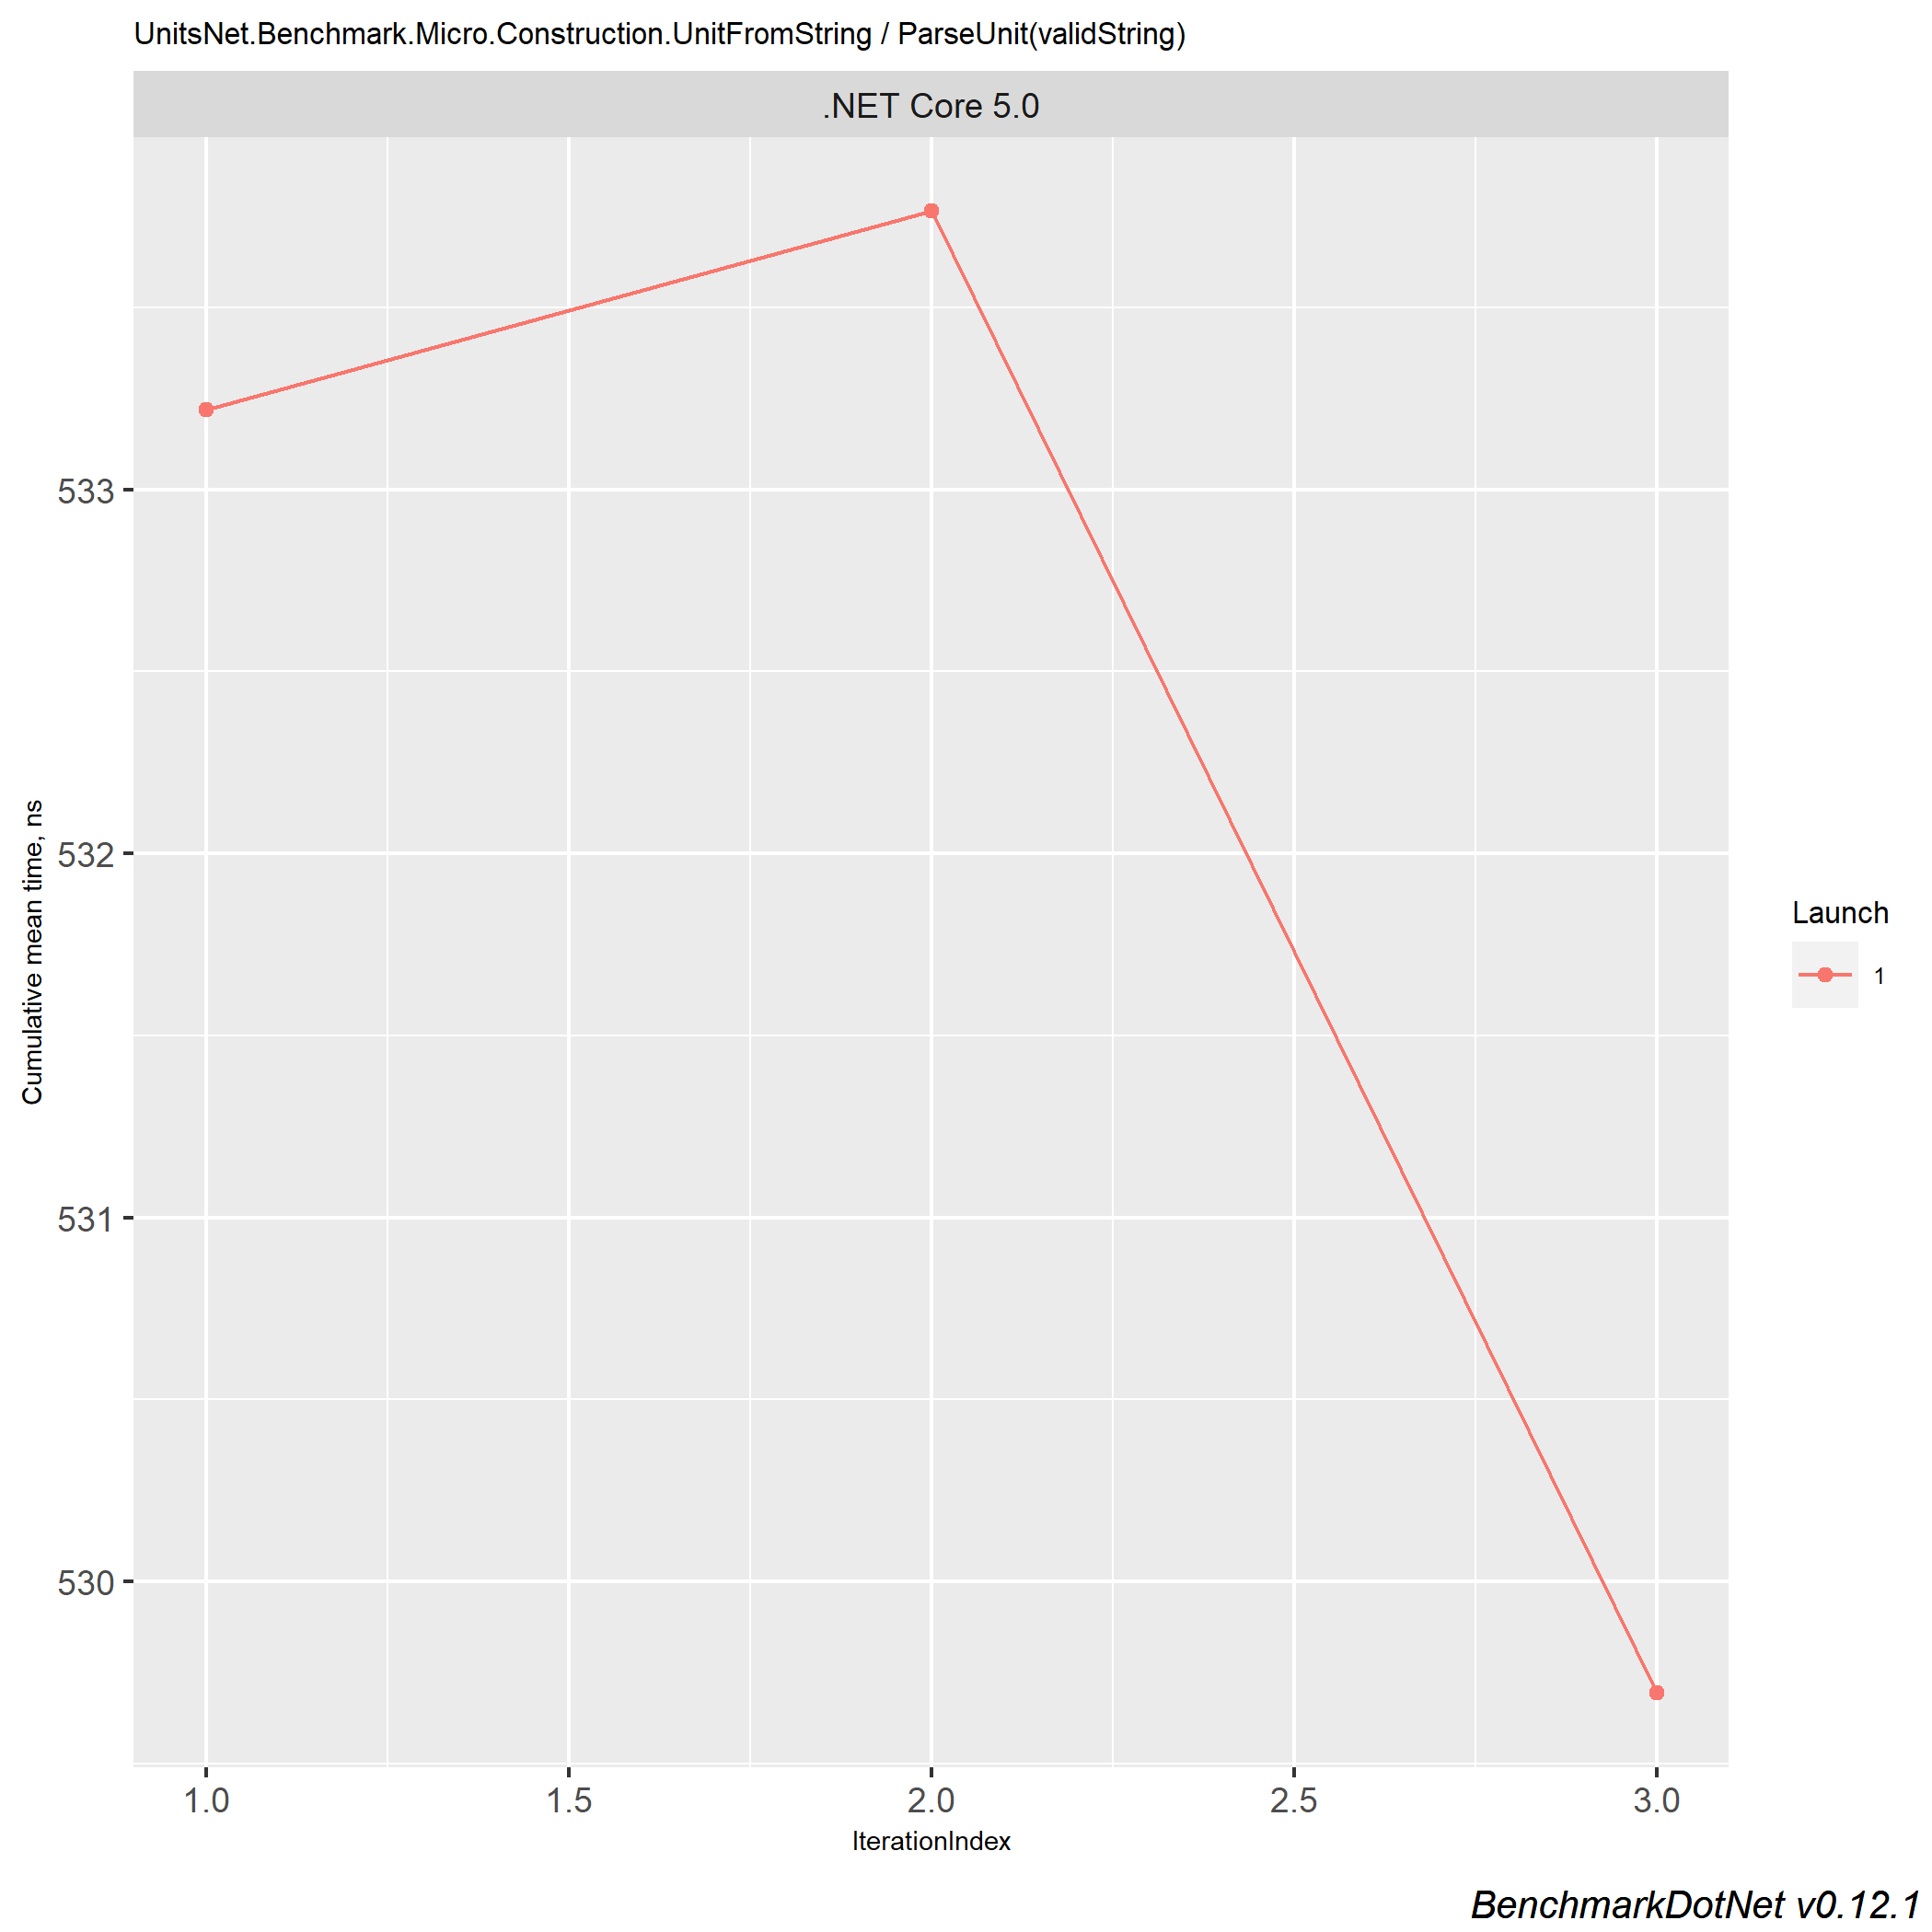 UnitsNet.Benchmark.Micro.Construction.UnitFromString / ParseUnit(validString)
.NET Core 5.0
533
532
531
530
Cumulative mean time, ns
1.0 1.5 2.0 2.5 3.0
IterationIndex
Launch
1
BenchmarkDotNet v0.12.1